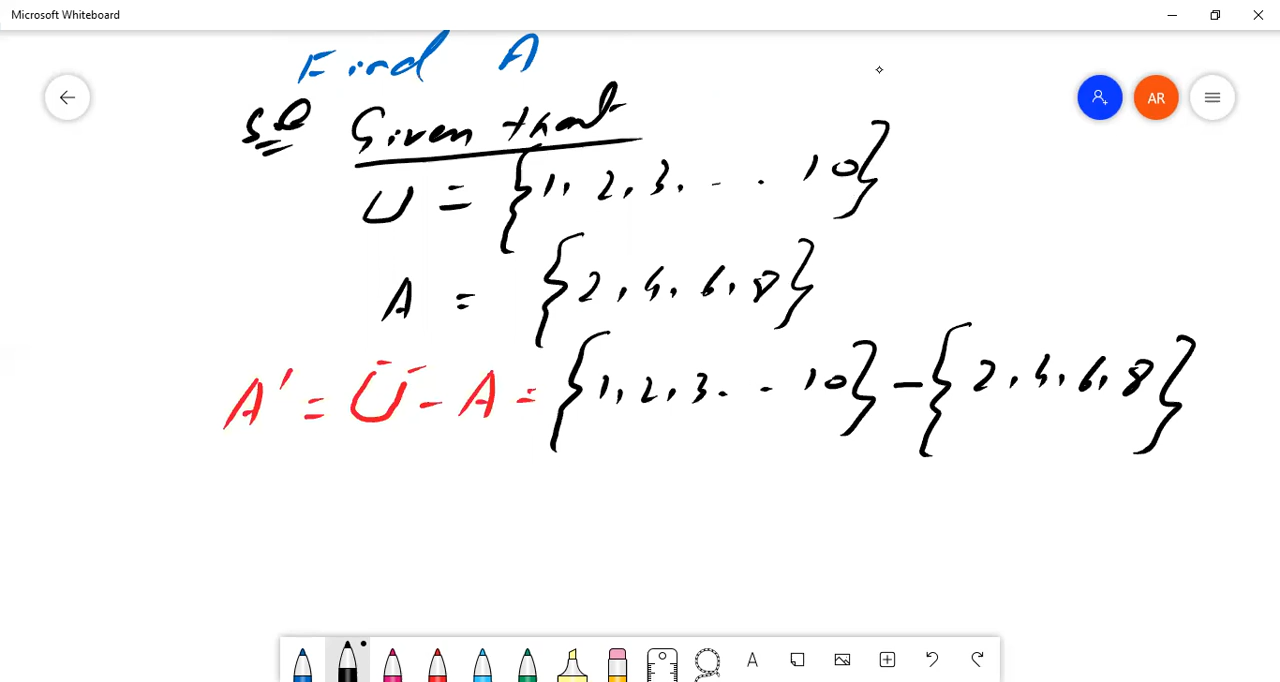 Microsoft Whiteboard
Find A
Sol Given that
AR
U = {1, 2, 3, - . 10}
A = {2, 4, 6, 8}
A' = U - A = {1, 2, 3. - 10} - {2, 4, 6, 8}
A